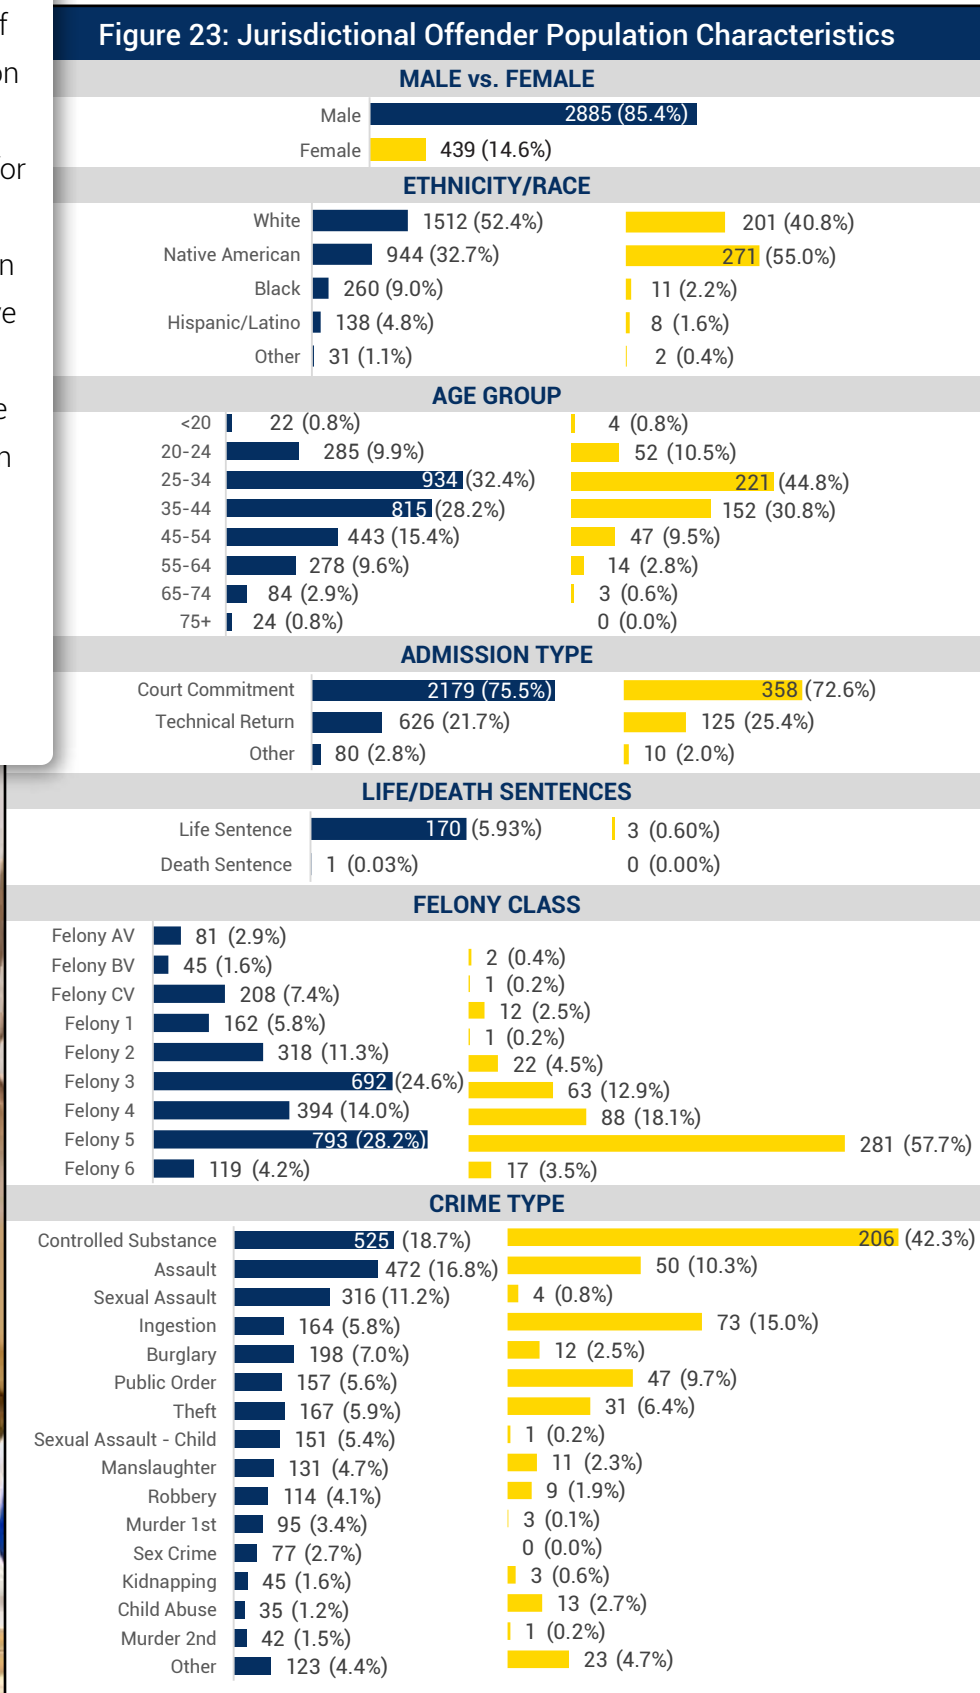 f
on
for
n
e
e
n
Figure 23: Jurisdictional Offender Population Characteristics
MALE vs. FEMALE
Male 2885 (85.4%)
Female 439 (14.6%)
ETHNICITY/RACE
White 1512 (52.4%) 201 (40.8%)
Native American 944 (32.7%) 271 (55.0%)
Black 260 (9.0%) 11 (2.2%)
Hispanic/Latino 138 (4.8%) 8 (1.6%)
Other 31 (1.1%) 2 (0.4%)
AGE GROUP
<20 22 (0.8%) 4 (0.8%)
20-24 285 (9.9%) 52 (10.5%)
25-34 934 (32.4%) 221 (44.8%)
35-44 815 (28.2%) 152 (30.8%)
45-54 443 (15.4%) 47 (9.5%)
55-64 278 (9.6%) 14 (2.8%)
65-74 84 (2.9%) 3 (0.6%)
75+ 24 (0.8%) 0 (0.0%)
ADMISSION TYPE
Court Commitment 2179 (75.5%) 358 (72.6%)
Technical Return 626 (21.7%) 125 (25.4%)
Other 80 (2.8%) 10 (2.0%)
LIFE/DEATH SENTENCES
Life Sentence 170 (5.93%) 3 (0.60%)
Death Sentence 1 (0.03%) 0 (0.00%)
FELONY CLASS
Felony AV 81 (2.9%) 2 (0.4%)
Felony BV 45 (1.6%) 1 (0.2%)
Felony CV 208 (7.4%) 12 (2.5%)
Felony 1 162 (5.8%) 1 (0.2%)
Felony 2 318 (11.3%) 22 (4.5%)
Felony 3 692 (24.6%) 63 (12.9%)
Felony 4 394 (14.0%) 88 (18.1%)
Felony 5 793 (28.2%) 281 (57.7%)
Felony 6 119 (4.2%) 17 (3.5%)
CRIME TYPE
Controlled Substance 525 (18.7%) 206 (42.3%)
Assault 472 (16.8%) 50 (10.3%)
Sexual Assault 316 (11.2%) 4 (0.8%)
Ingestion 164 (5.8%) 73 (15.0%)
Burglary 198 (7.0%) 12 (2.5%)
Public Order 157 (5.6%) 47 (9.7%)
Theft 167 (5.9%) 31 (6.4%)
Sexual Assault - Child 151 (5.4%) 1 (0.2%)
Manslaughter 131 (4.7%) 11 (2.3%)
Robbery 114 (4.1%) 9 (1.9%)
Murder 1st 95 (3.4%) 3 (0.1%)
Sex Crime 77 (2.7%) 0 (0.0%)
Kidnapping 45 (1.6%) 3 (0.6%)
Child Abuse 35 (1.2%) 13 (2.7%)
Murder 2nd 42 (1.5%) 1 (0.2%)
Other 123 (4.4%) 23 (4.7%)